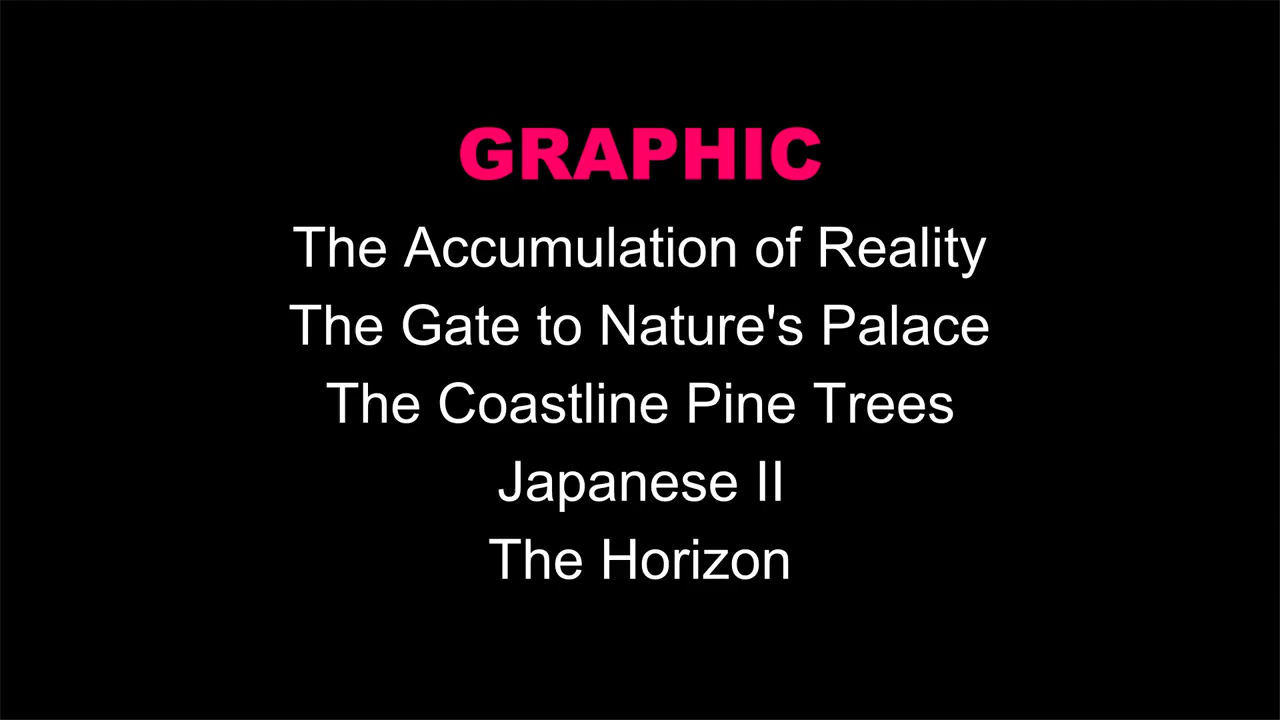 GRAPHIC
The Accumulation of Reality
The Gate to Nature's Palace
The Coastline Pine Trees
Japanese II
The Horizon